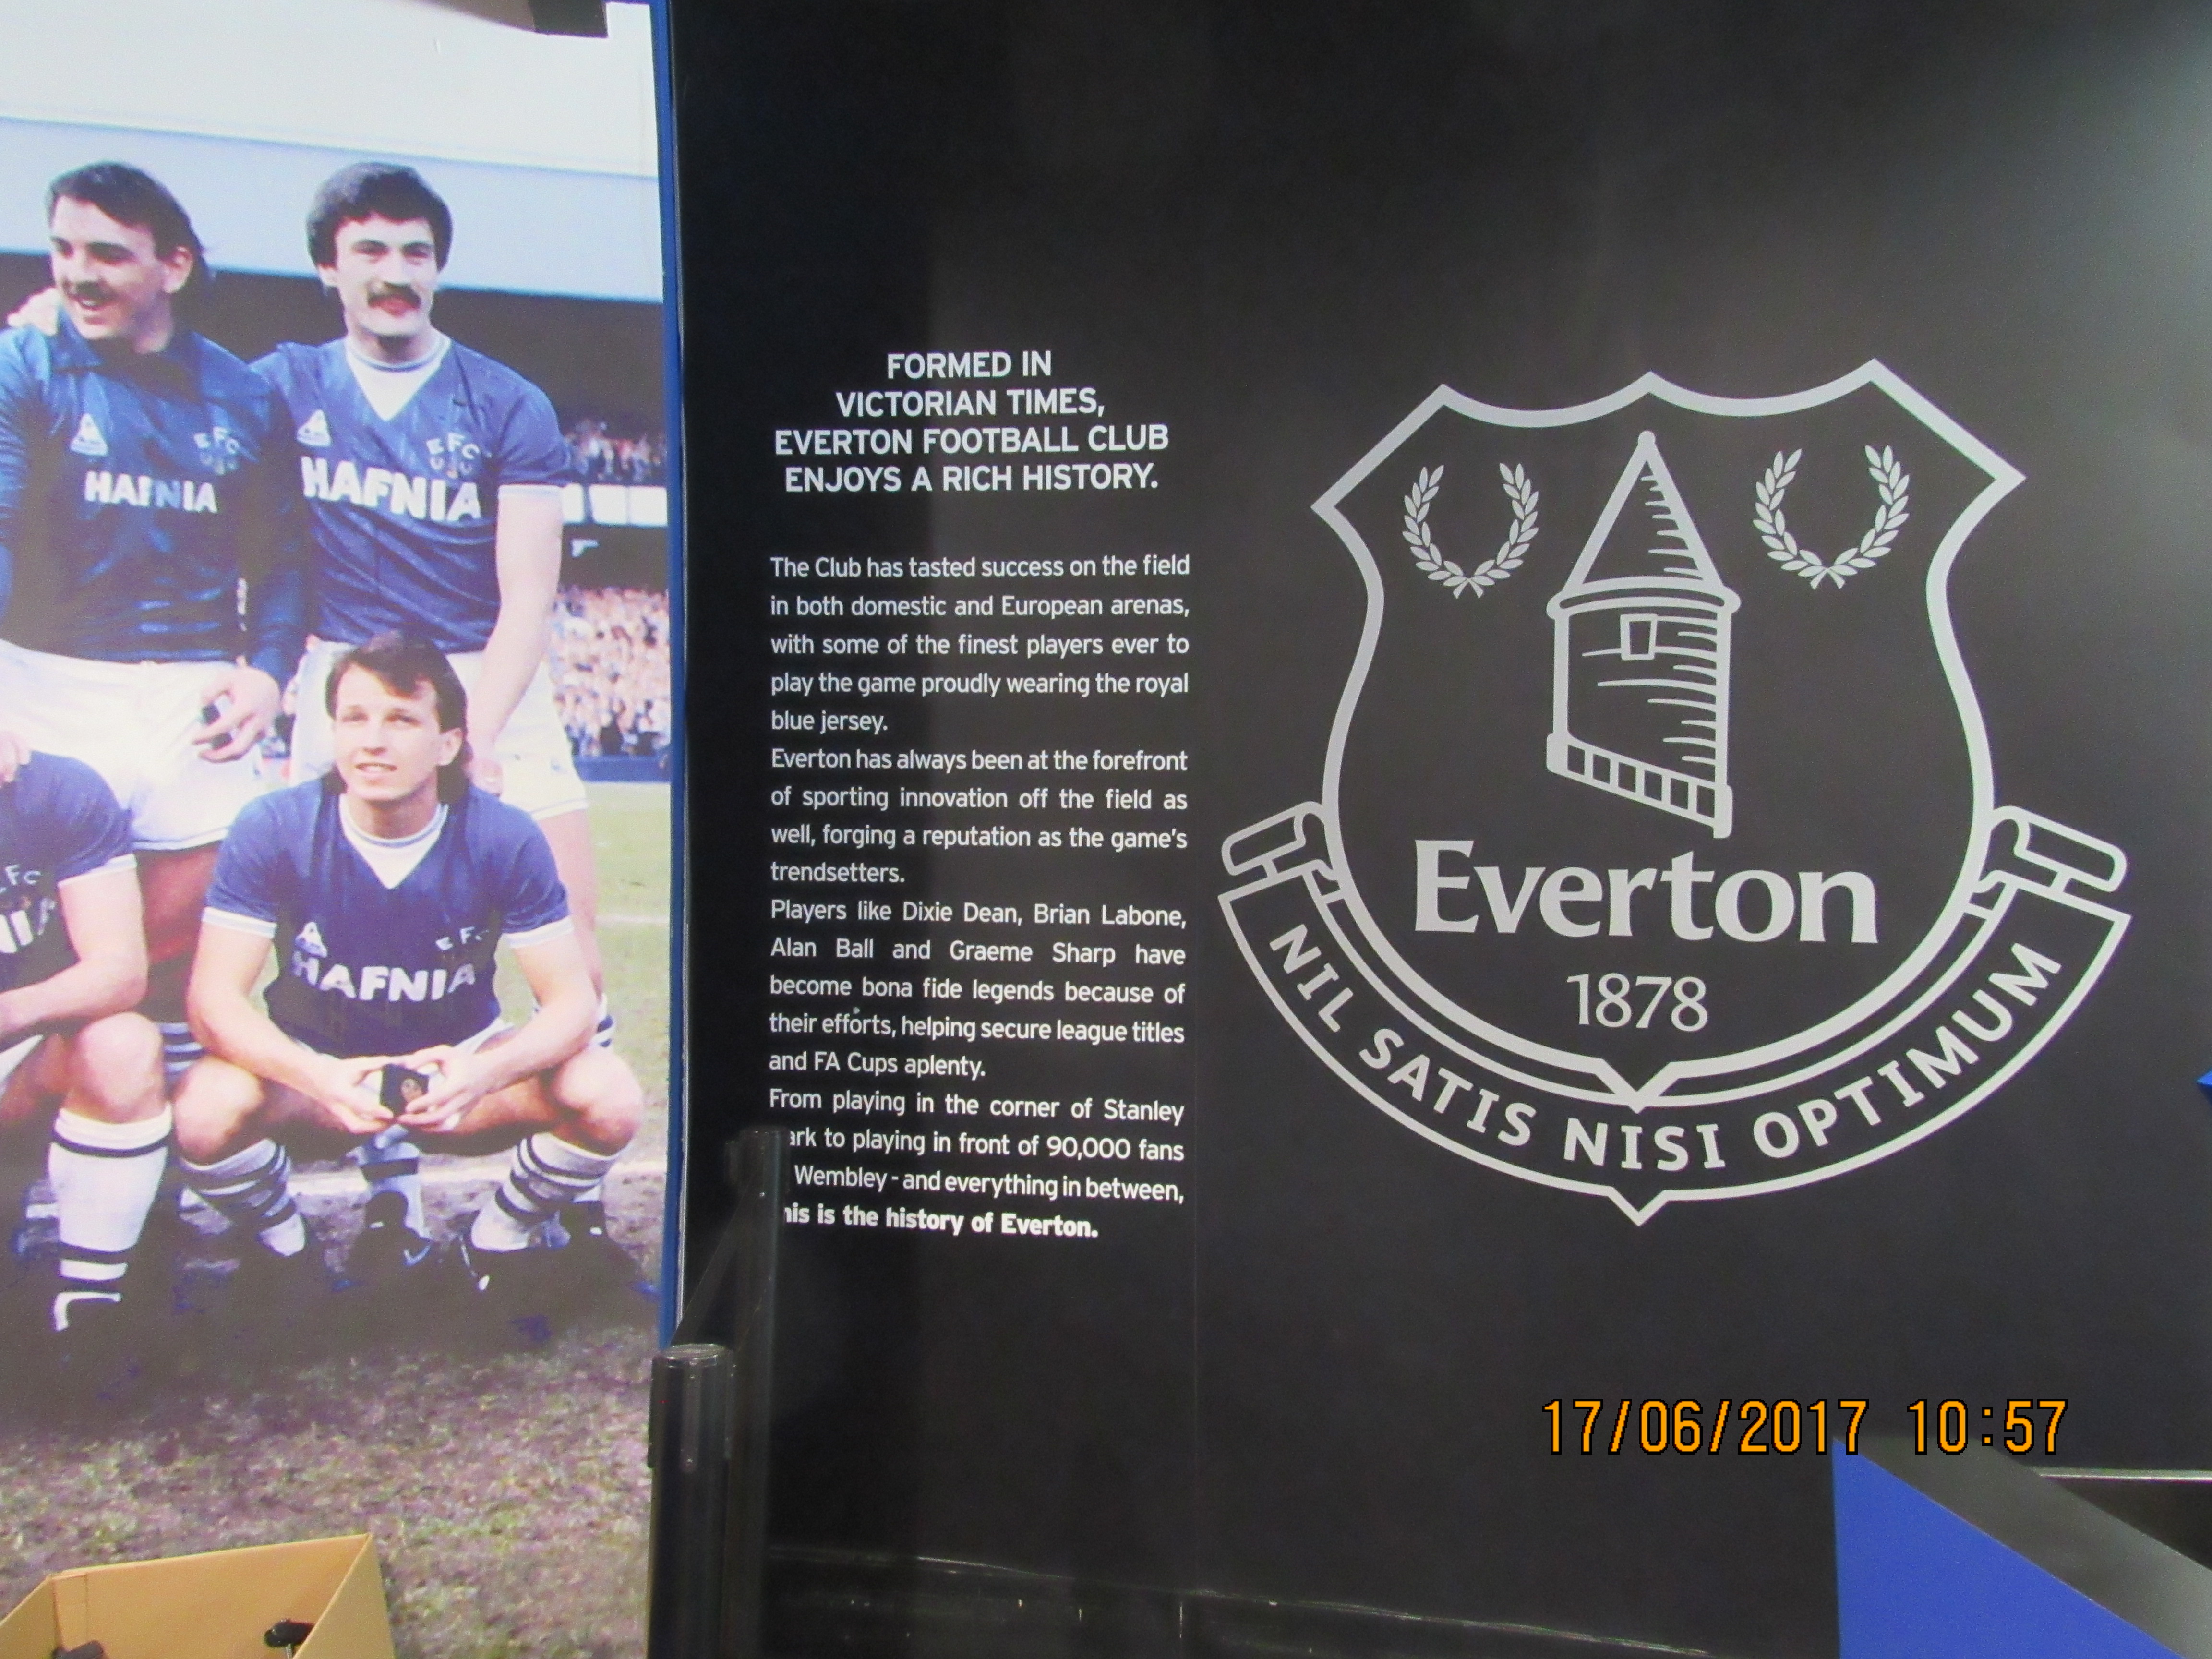 EFC
HAFNIA
EFC
HAFNIA
FC
EF
HAFNIA
FORMED IN
VICTORIAN TIMES,
EVERTON FOOTBALL CLUB
ENJOYS A RICH HISTORY.
The Club has tasted success on the field
in both domestic and European arenas,
with some of the finest players ever to
play the game proudly wearing the royal
blue jersey.
Everton has always been at the forefront
of sporting innovation off the field as
well, forging a reputation as the game's
trendsetters.
Players like Dixie Dean, Brian Labone,
Alan Ball and Graeme Sharp have
become bona fide legends because of
their efforts, helping secure league titles
and FA Cups aplenty.
From playing in the corner of Stanley
ark to playing in front of 90,000 fans
Wembley - and everything in between,
his is the history of Everton.
Everton
1878
NIL SATIS NISI OPTIMUM
17/06/2017 10:57